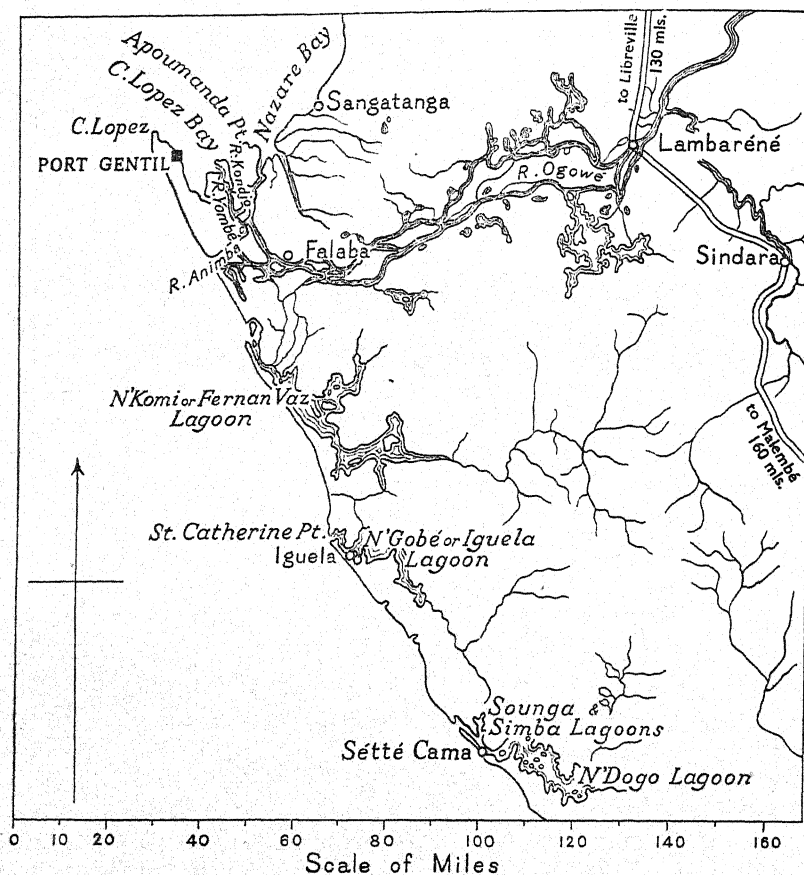 Apoumanda Pt.
Nazare Bay
C. Lopez Bay
C. Lopez
PORT GENTIL
R. Kondjo
R. Yombé
R. Animba
Sangatanga
Falaba
R. Ogowé
to Libreville
130 mls.
Lambaréné
Sindara
to Malembé
160 mls.
N'Komi or Fernan Vaz
Lagoon
St. Catherine Pt.
Iguela
N'Gobé or Iguela
Lagoon
Sounga &
Simba Lagoons
Sétté Cama
N'Dogo Lagoon
0 10 20 40 60 80 100 120 140 160
Scale of Miles